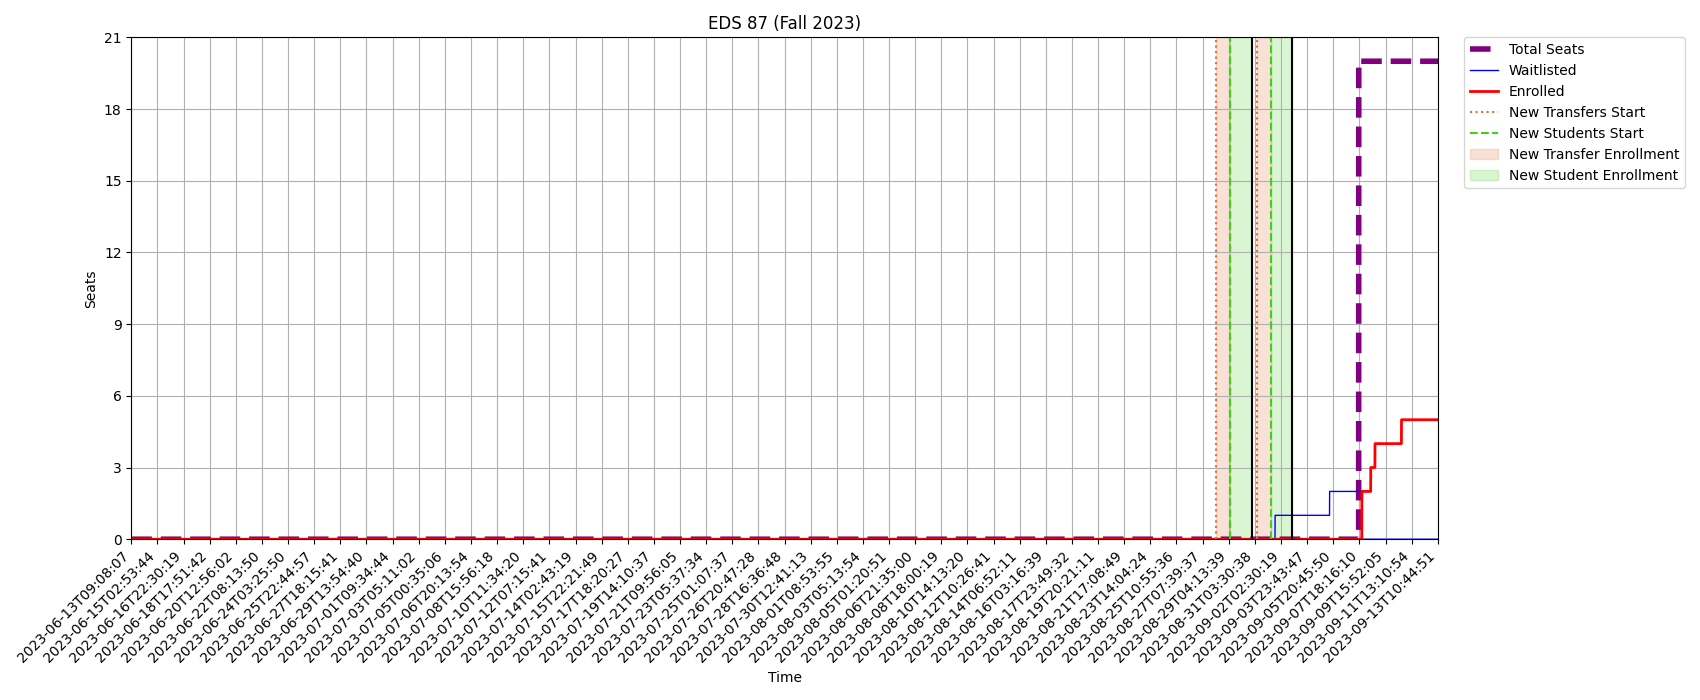 EDS 87 (Fall 2023)
21
18
15
12
9
6
3
0
Seats
2023-06-13T09:08:07
2023-06-15T02:53:44
2023-06-16T22:30:19
2023-06-18T17:51:42
2023-06-20T12:56:02
2023-06-22T08:13:50
2023-06-24T03:25:50
2023-06-25T22:44:57
2023-06-27T18:15:41
2023-06-29T13:54:40
2023-07-01T09:34:44
2023-07-03T05:11:02
2023-07-05T00:35:06
2023-07-06T20:13:54
2023-07-08T15:56:18
2023-07-10T11:34:20
2023-07-12T07:15:41
2023-07-14T02:43:19
2023-07-15T22:21:49
2023-07-17T18:20:27
2023-07-19T14:10:37
2023-07-21T09:56:05
2023-07-23T05:37:34
2023-07-25T01:07:37
2023-07-26T20:47:28
2023-07-28T16:36:48
2023-07-30T12:41:13
2023-08-01T08:53:55
2023-08-03T05:13:54
2023-08-05T01:20:51
2023-08-06T21:35:00
2023-08-08T18:00:19
2023-08-10T14:13:20
2023-08-12T10:26:41
2023-08-14T06:52:11
2023-08-16T03:16:39
2023-08-17T23:49:32
2023-08-19T20:21:11
2023-08-21T17:08:49
2023-08-23T14:04:24
2023-08-25T10:55:36
2023-08-27T07:39:37
2023-08-29T04:13:39
2023-08-31T03:30:38
2023-09-02T02:30:19
2023-09-03T23:43:47
2023-09-05T20:45:50
2023-09-07T18:16:10
2023-09-09T15:52:05
2023-09-11T13:10:54
2023-09-13T10:44:51
Time
Total Seats
Waitlisted
Enrolled
New Transfers Start
New Students Start
New Transfer Enrollment
New Student Enrollment